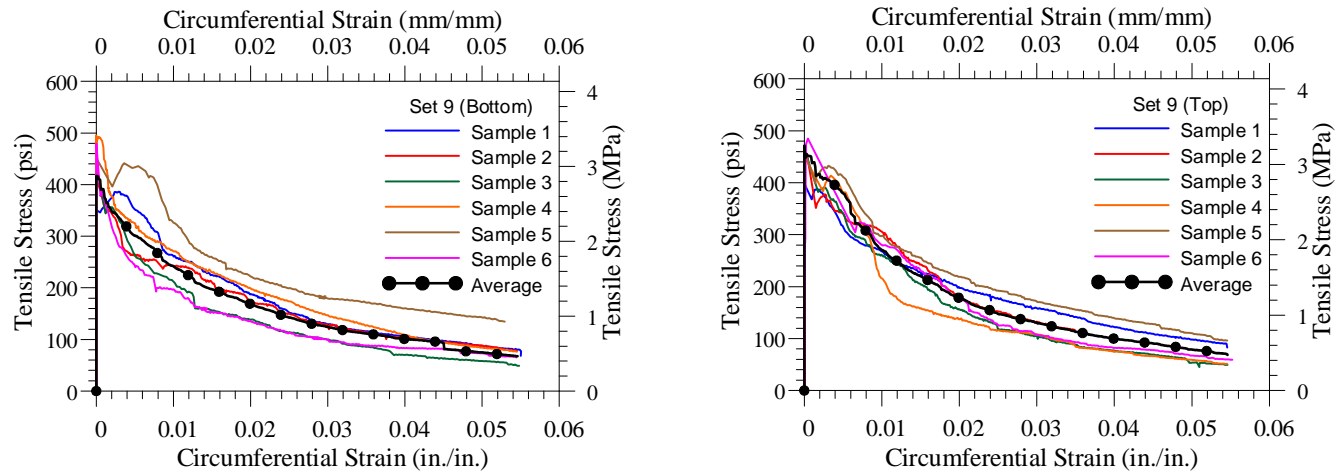 Circumferential Strain (mm/mm)
0 0.01 0.02 0.03 0.04 0.05 0.06
600
500
400
300
200
100
0
Tensile Stress (psi)
Set 9 (Bottom)
Sample 1
Sample 2
Sample 3
Sample 4
Sample 5
Sample 6
Average
4
3
2
1
0
Tensile Stress (MPa)
0 0.01 0.02 0.03 0.04 0.05 0.06
Circumferential Strain (in./in.)
Circumferential Strain (mm/mm)
0 0.01 0.02 0.03 0.04 0.05 0.06
600
500
400
300
200
100
0
Tensile Stress (psi)
Set 9 (Top)
Sample 1
Sample 2
Sample 3
Sample 4
Sample 5
Sample 6
Average
4
3
2
1
0
Tensile Stress (MPa)
0 0.01 0.02 0.03 0.04 0.05 0.06
Circumferential Strain (in./in.)